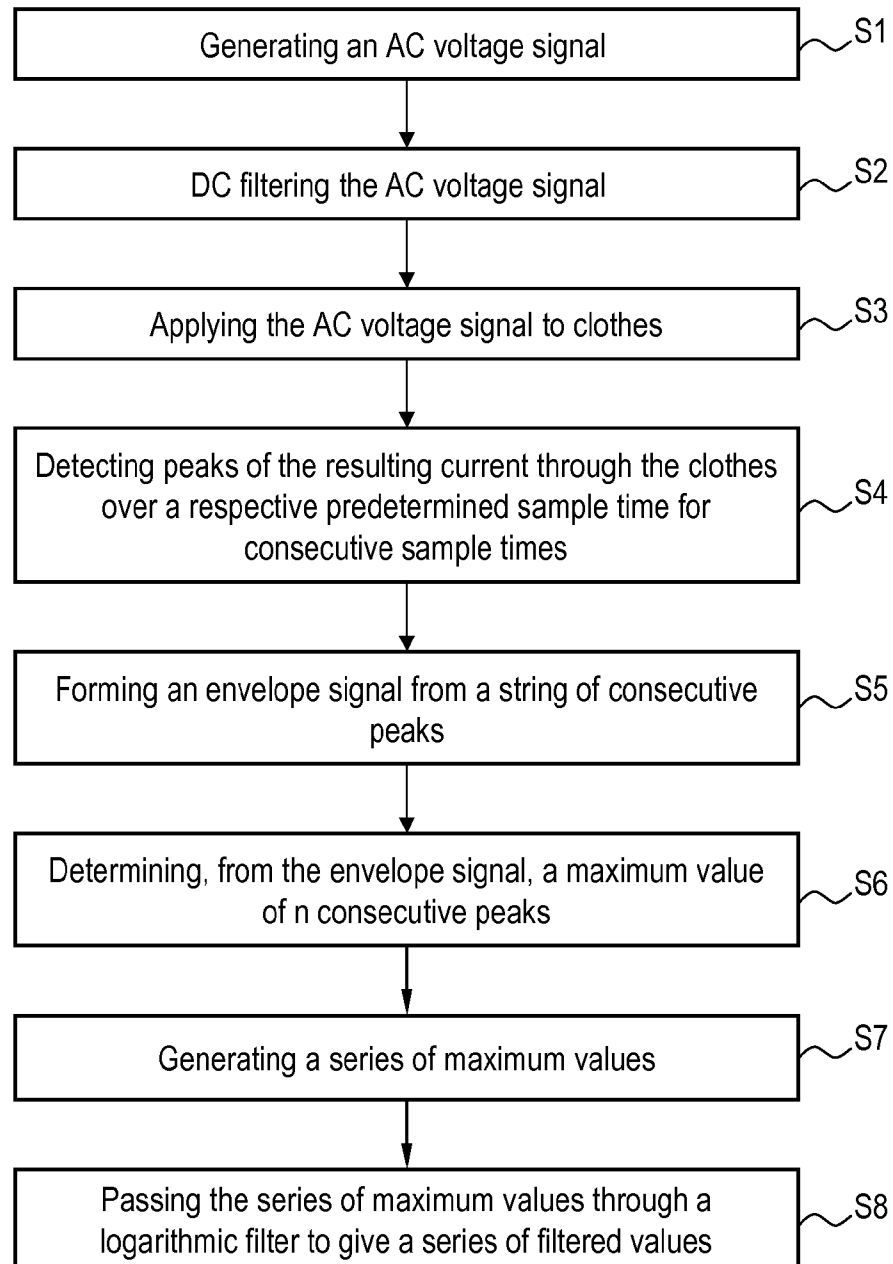 Generating an AC voltage signal
S1
DC filtering the AC voltage signal
S2
Applying the AC voltage signal to clothes
S3
Detecting peaks of the resulting current through the clothes
over a respective predetermined sample time for
consecutive sample times
S4
Forming an envelope signal from a string of consecutive
peaks
S5
Determining, from the envelope signal, a maximum value
of n consecutive peaks
S6
Generating a series of maximum values
S7
Passing the series of maximum values through a
logarithmic filter to give a series of filtered values
S8